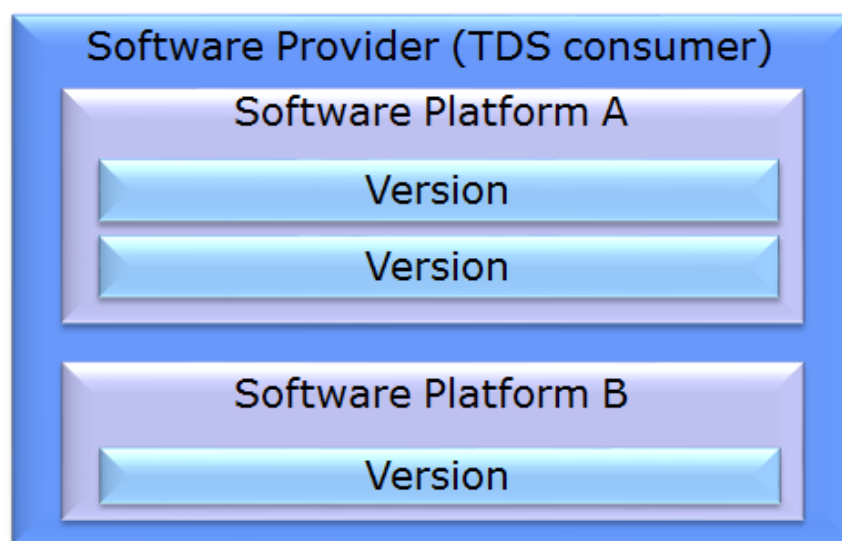 Software Provider (TDS consumer)
Software Platform A
Version
Version
Software Platform B
Version